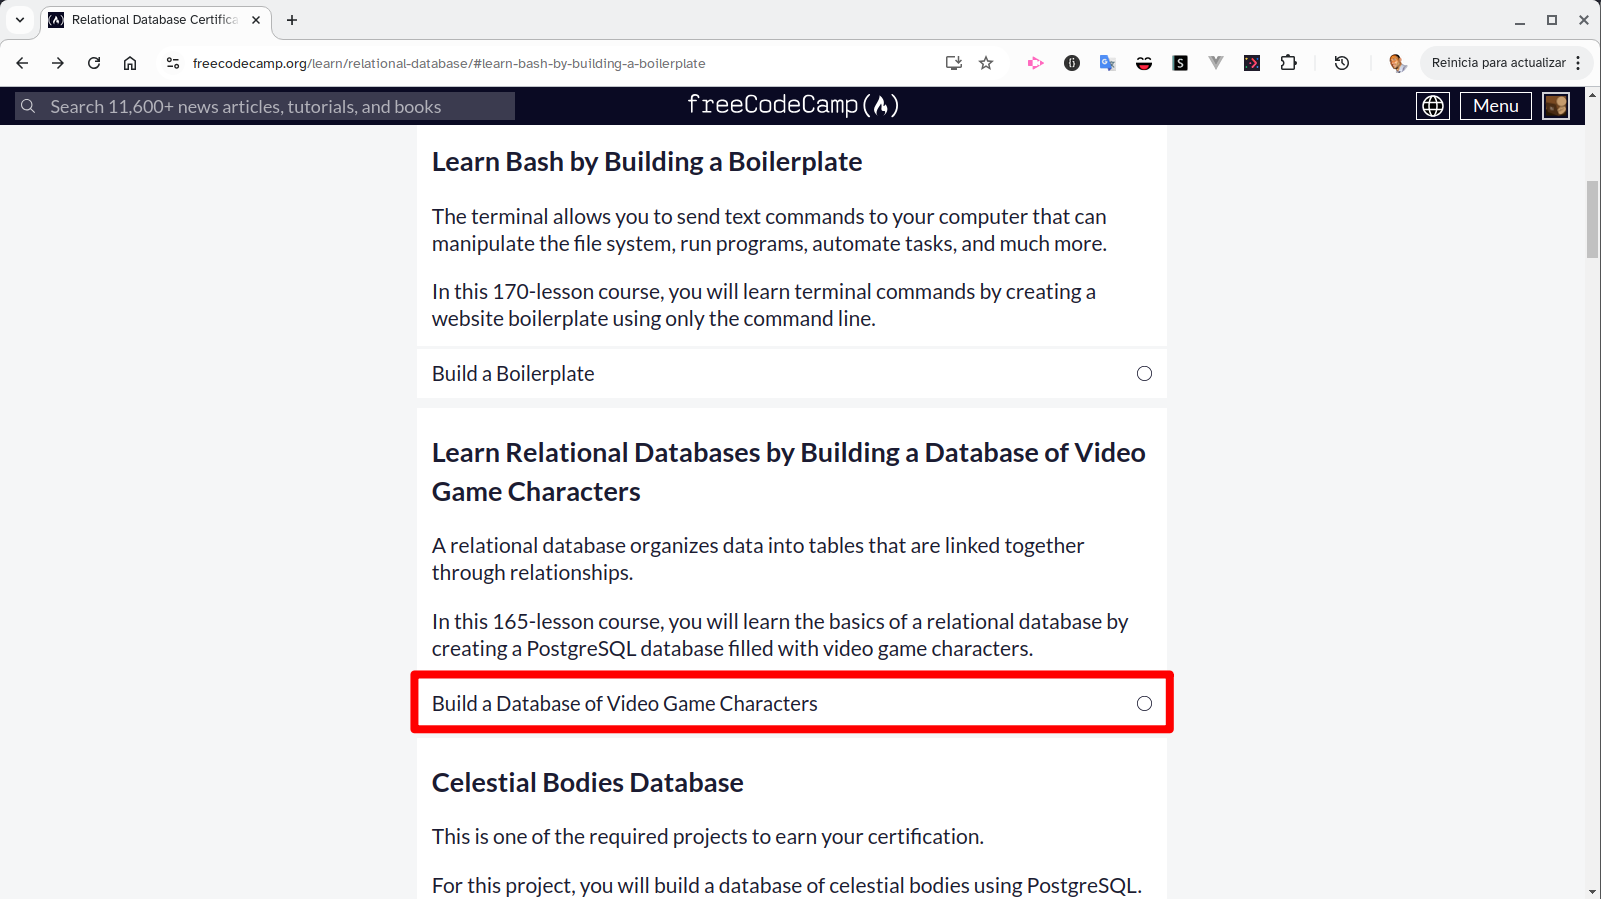 Relational Database Certifica
freecodecamp.org/learn/relational-database/#learn-bash-by-building-a-boilerplate
Reinicia para actualizar
Search 11,600+ news articles, tutorials, and books
freeCodeCamp
Menu
Learn Bash by Building a Boilerplate
The terminal allows you to send text commands to your computer that can
manipulate the file system, run programs, automate tasks, and much more.
In this 170-lesson course, you will learn terminal commands by creating a
website boilerplate using only the command line.
Build a Boilerplate
Learn Relational Databases by Building a Database of Video
Game Characters
A relational database organizes data into tables that are linked together
through relationships.
In this 165-lesson course, you will learn the basics of a relational database by
creating a PostgreSQL database filled with video game characters.
Build a Database of Video Game Characters
Celestial Bodies Database
This is one of the required projects to earn your certification.
For this project, you will build a database of celestial bodies using PostgreSQL.